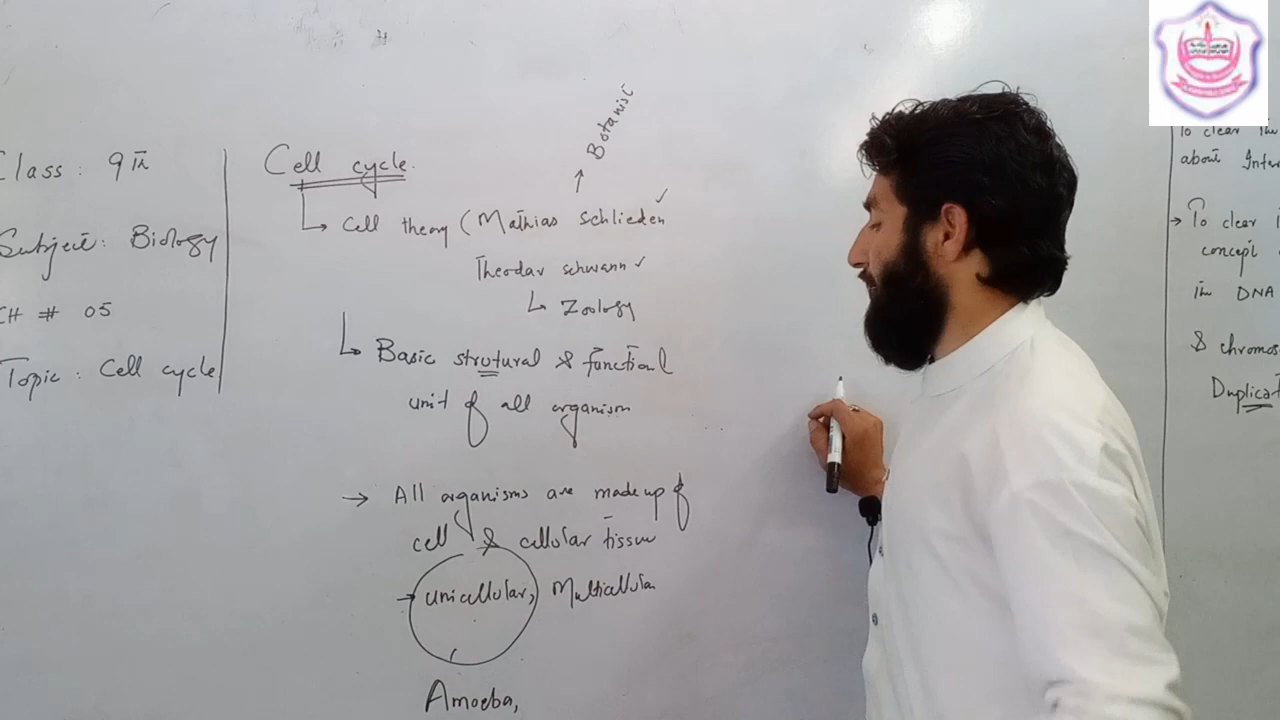 Class: 9th
Subject: Biology
CH # 05
Topic: Cell cycle
Cell cycle.
Botanist
↑
↳ Cell theory (Mathias Schlieden ✓
Theodar schwann ✓
↳ Zoology
↳ Basic strutural & functional
unit of all organism
→ All organisms are made up of
cell & cellular tissue
→ unicellular, Multicellular
Amoeba,
To clear the
about Inter
→ To clear
concept
The DNA
& chromos
Duplicat